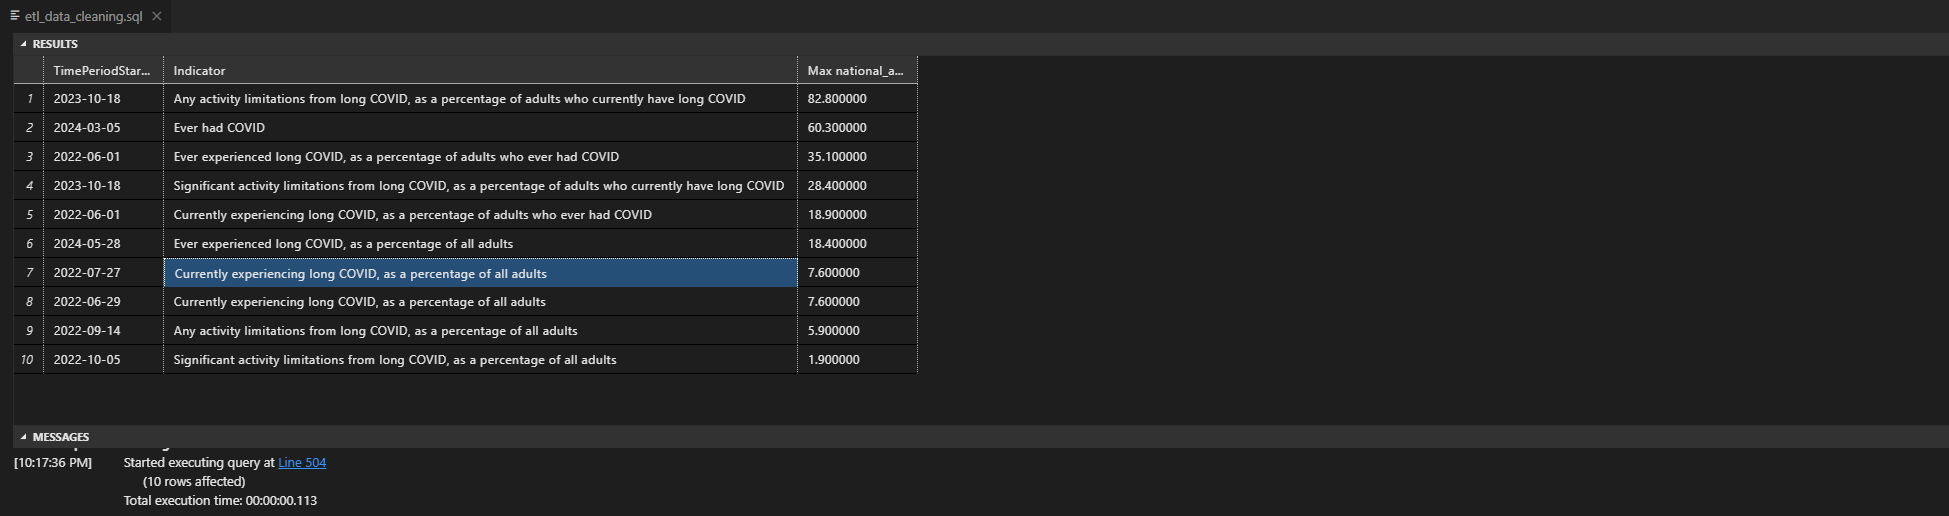 etl_data_cleaning.sql
RESULTS
TimePeriodStar... Indicator Max national_a...
1 2023-10-18 Any activity limitations from long COVID, as a percentage of adults who currently have long COVID 82.800000
2 2024-03-05 Ever had COVID 60.300000
3 2022-06-01 Ever experienced long COVID, as a percentage of adults who ever had COVID 35.100000
4 2023-10-18 Significant activity limitations from long COVID, as a percentage of adults who currently have long COVID 28.400000
5 2022-06-01 Currently experiencing long COVID, as a percentage of adults who ever had COVID 18.900000
6 2024-05-28 Ever experienced long COVID, as a percentage of all adults 18.400000
7 2022-07-27 Currently experiencing long COVID, as a percentage of all adults 7.600000
8 2022-06-29 Currently experiencing long COVID, as a percentage of all adults 7.600000
9 2022-09-14 Any activity limitations from long COVID, as a percentage of all adults 5.900000
10 2022-10-05 Significant activity limitations from long COVID, as a percentage of all adults 1.900000
MESSAGES
[10:17:36 PM] Started executing query at Line 504
(10 rows affected)
Total execution time: 00:00:00.113